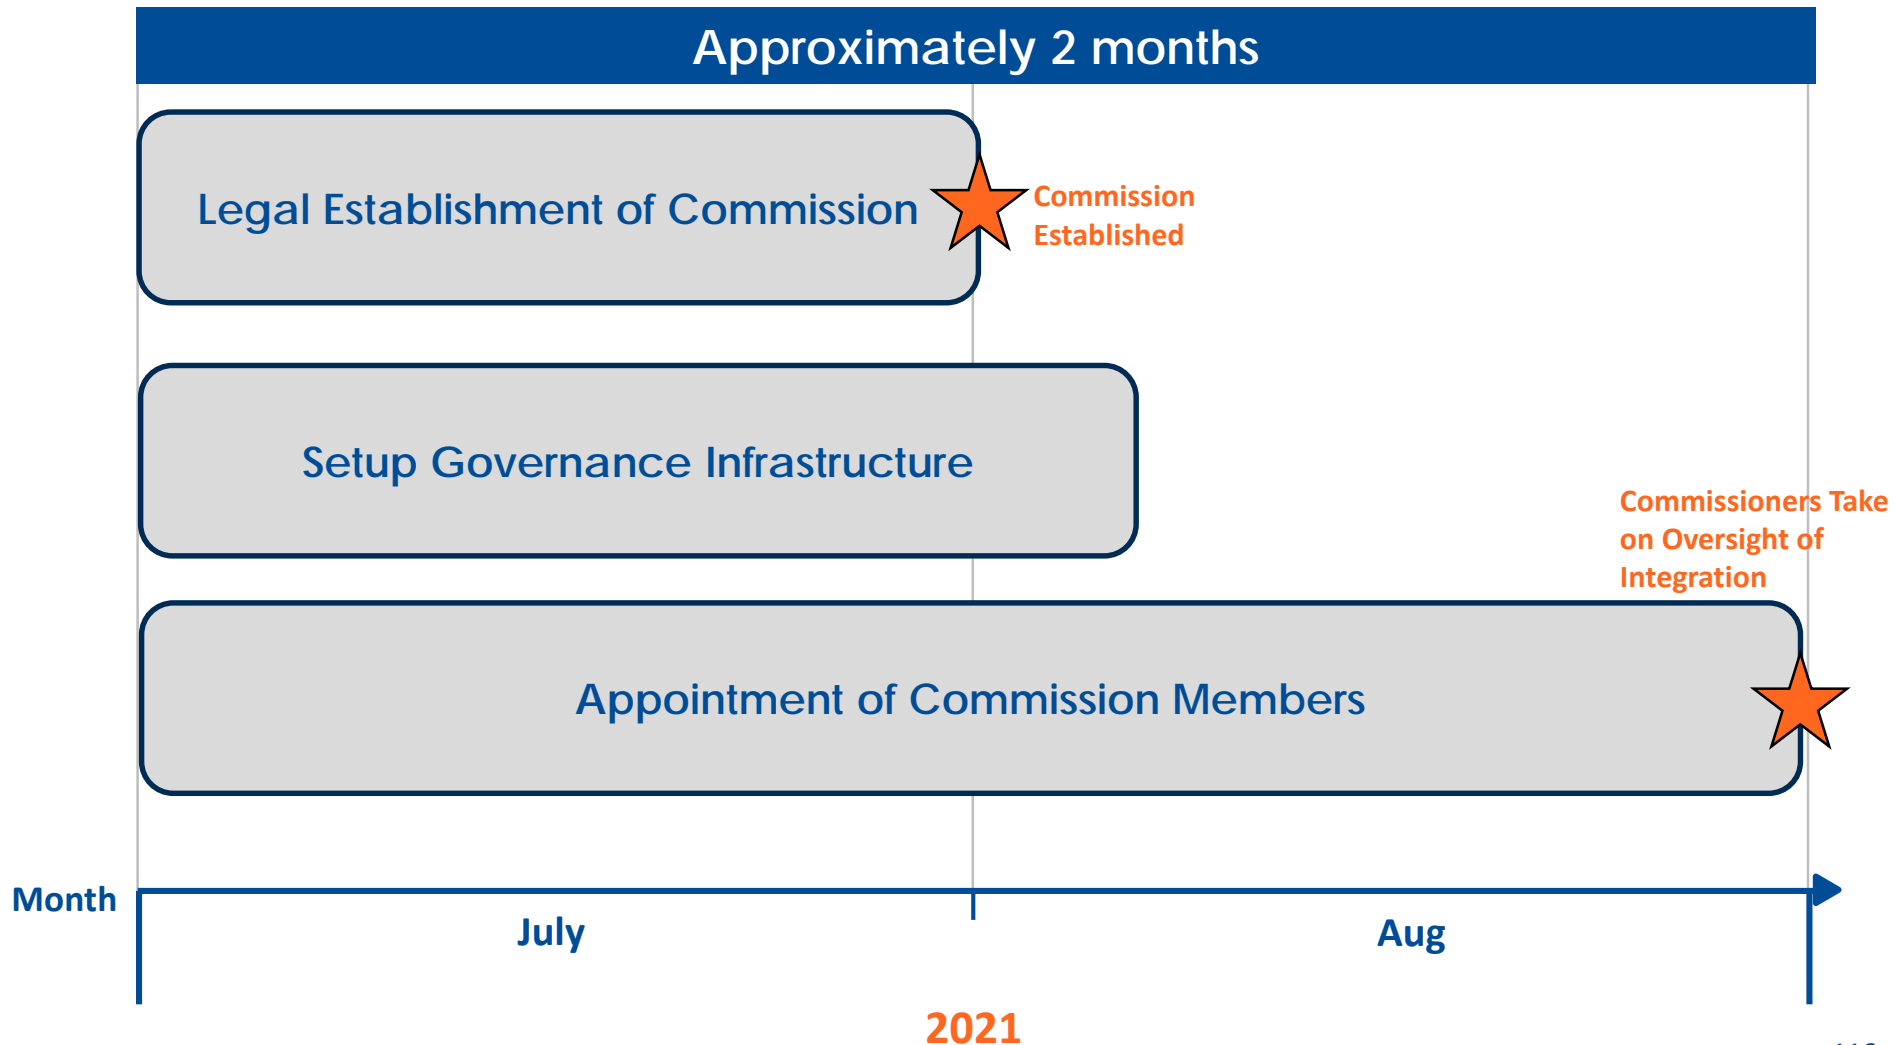 Approximately 2 months
Legal Establishment of Commission
Commission
Established
Setup Governance Infrastructure
Commissioners Take
on Oversight of
Integration
Appointment of Commission Members
Month
July
Aug
2021